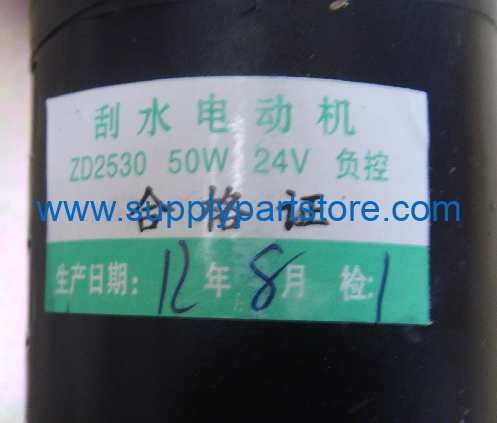 刮水电动机
ZD2530 50W 24V 负控
合格证
www.supplypartstore.com
生产日期: 12年8月 检:1